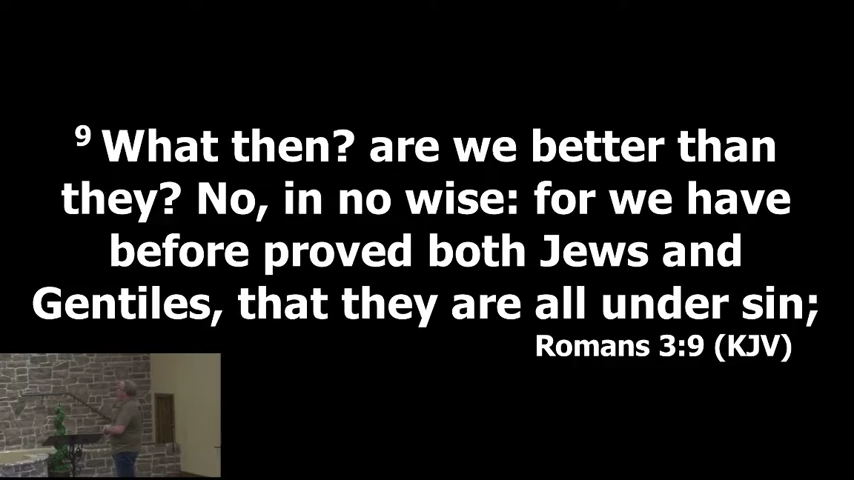 9 What then? are we better than
they? No, in no wise: for we have
before proved both Jews and
Gentiles, that they are all under sin;
Romans 3:9 (KJV)